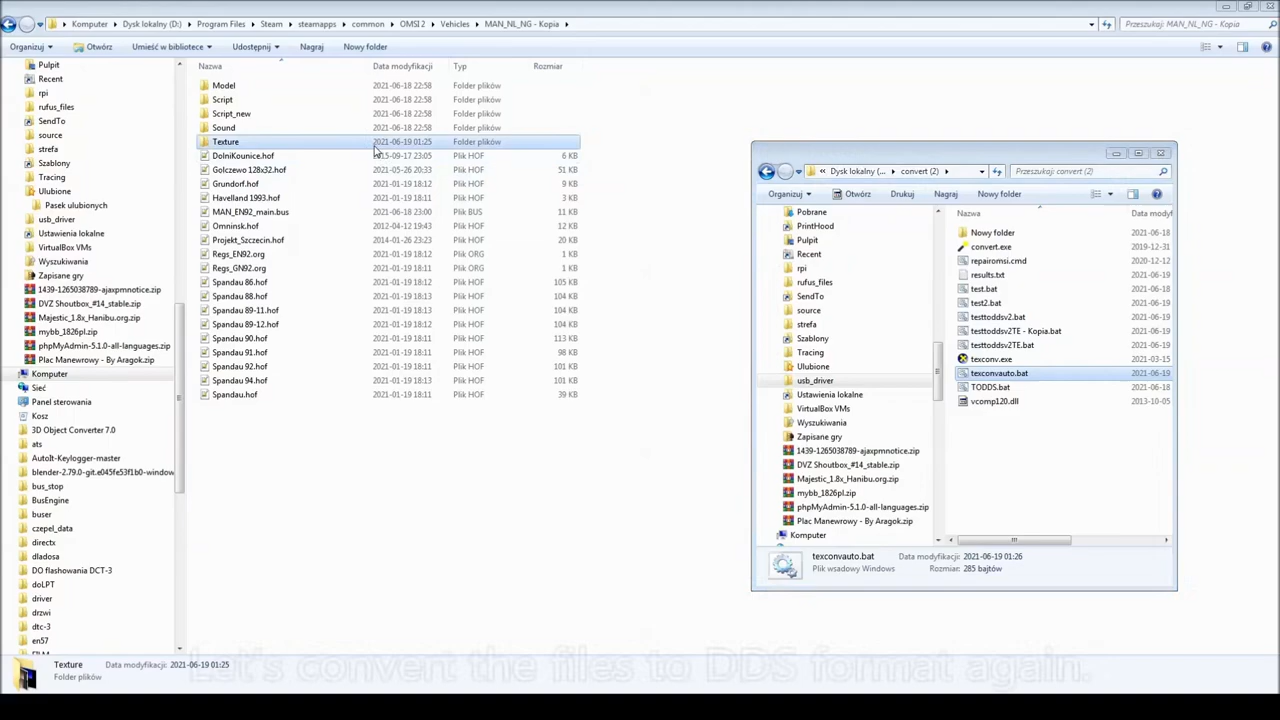 Komputer ▸ Dysk lokalny (D:) ▸ Program Files ▸ Steam ▸ steamapps ▸ common ▸ OMSI 2 ▸ Vehicles ▸ MAN_NL_NG - Kopia ▸
Przeszukaj: MAN_NL_NG - Kopia
Organizuj Otwórz Umieść w bibliotece Udostępnij Nagraj Nowy folder
Pulpit
Recent
rpi
rufus_files
SendTo
source
strefa
Szablony
Tracing
Ulubione
Pasek ulubionych
usb_driver
Ustawienia lokalne
VirtualBox VMs
Wyszukiwania
Zapisane gry
1439-1265038789-ajaxpmnotice.zip
DVZ Shoutbox_#14_stable.zip
Majestic_1.8x_Hanibu.org.zip
mybb_1826pl.zip
phpMyAdmin-5.1.0-all-languages.zip
Plac Manewrowy - By Aragok.zip
Komputer
Sieć
Panel sterowania
Kosz
3D Object Converter 7.0
ats
AutoIt-Keylogger-master
blender-2.79.0-git.e045fe53f1b0-window
bus_stop
BusEngine
buser
czepel_data
directx
dladosa
DO flashowania DCT-3
doLPT
driver
drzwi
dtc-3
en57
Nazwa Data modyfikacji Typ Rozmiar
Model 2021-06-18 22:58 Folder plików
Script 2021-06-18 22:58 Folder plików
Script_new 2021-06-18 22:58 Folder plików
Sound 2021-06-18 22:58 Folder plików
Texture 2021-06-19 01:25 Folder plików
DolniKounice.hof 2015-09-17 23:05 Plik HOF 6 KB
Golczewo 128x32.hof 2021-05-26 20:33 Plik HOF 51 KB
Grundorf.hof 2021-01-19 18:12 Plik HOF 9 KB
Havelland 1993.hof 2021-01-19 18:11 Plik HOF 4 KB
MAN_EN92_main.bus 2021-06-18 23:00 Plik BUS 11 KB
Omninsk.hof 2012-04-12 19:43 Plik HOF 12 KB
Projekt_Szczecin.hof 2014-01-26 23:23 Plik HOF 31 KB
Regs_EN92.org 2021-01-19 18:12 Plik ORG 1 KB
Regs_GN92.org 2021-01-19 18:11 Plik ORG 1 KB
Spandau 86.hof 2021-01-19 18:12 Plik HOF 105 KB
Spandau 88.hof 2021-01-19 18:13 Plik HOF 105 KB
Spandau 89-11.hof 2021-01-19 18:13 Plik HOF 104 KB
Spandau 89-12.hof 2021-01-19 18:12 Plik HOF 104 KB
Spandau 90.hof 2021-01-19 18:11 Plik HOF 113 KB
Spandau 91.hof 2021-01-19 18:11 Plik HOF 98 KB
Spandau 92.hof 2021-01-19 18:12 Plik HOF 101 KB
Spandau 94.hof 2021-01-19 18:13 Plik HOF 101 KB
Spandau.hof 2021-01-19 18:11 Plik HOF 39 KB
« Dysk lokalny (... ▸ convert (2) ▸
Przeszukaj: convert (2)
Organizuj Otwórz Drukuj Nagraj Nowy folder
Pobrane
PrintHood
Pulpit
Recent
rpi
rufus_files
SendTo
source
strefa
Szablony
Tracing
Ulubione
usb_driver
Ustawienia lokalne
VirtualBox VMs
Wyszukiwania
Zapisane gry
1439-1265038789-ajaxpmnotice.zip
DVZ Shoutbox_#14_stable.zip
Majestic_1.8x_Hanibu.org.zip
mybb_1826pl.zip
phpMyAdmin-5.1.0-all-languages.zip
Plac Manewrowy - By Aragok.zip
Komputer
Nazwa Data modyf
Nowy folder 2021-06-18
convert.exe 2019-12-31
repairomsi.cmd 2020-12-12
results.txt 2021-06-19
test.bat 2021-06-18
test2.bat 2021-06-18
testtoddsv2.bat 2021-06-18
testtoddsv2TE - Kopia.bat 2021-06-18
testtoddsv2TE.bat 2021-06-18
texconv.exe 2021-03-15
texconvauto.bat 2021-06-19
TODDS.bat 2021-06-18
vcomp120.dll 2013-10-05
texconvauto.bat Data modyfikacji: 2021-06-19 01:26
Plik wsadowy Windows Rozmiar: 285 bajtów
Texture Data modyfikacji: 2021-06-19 01:25
Folder plików
Let's convert the files to DDS format again.